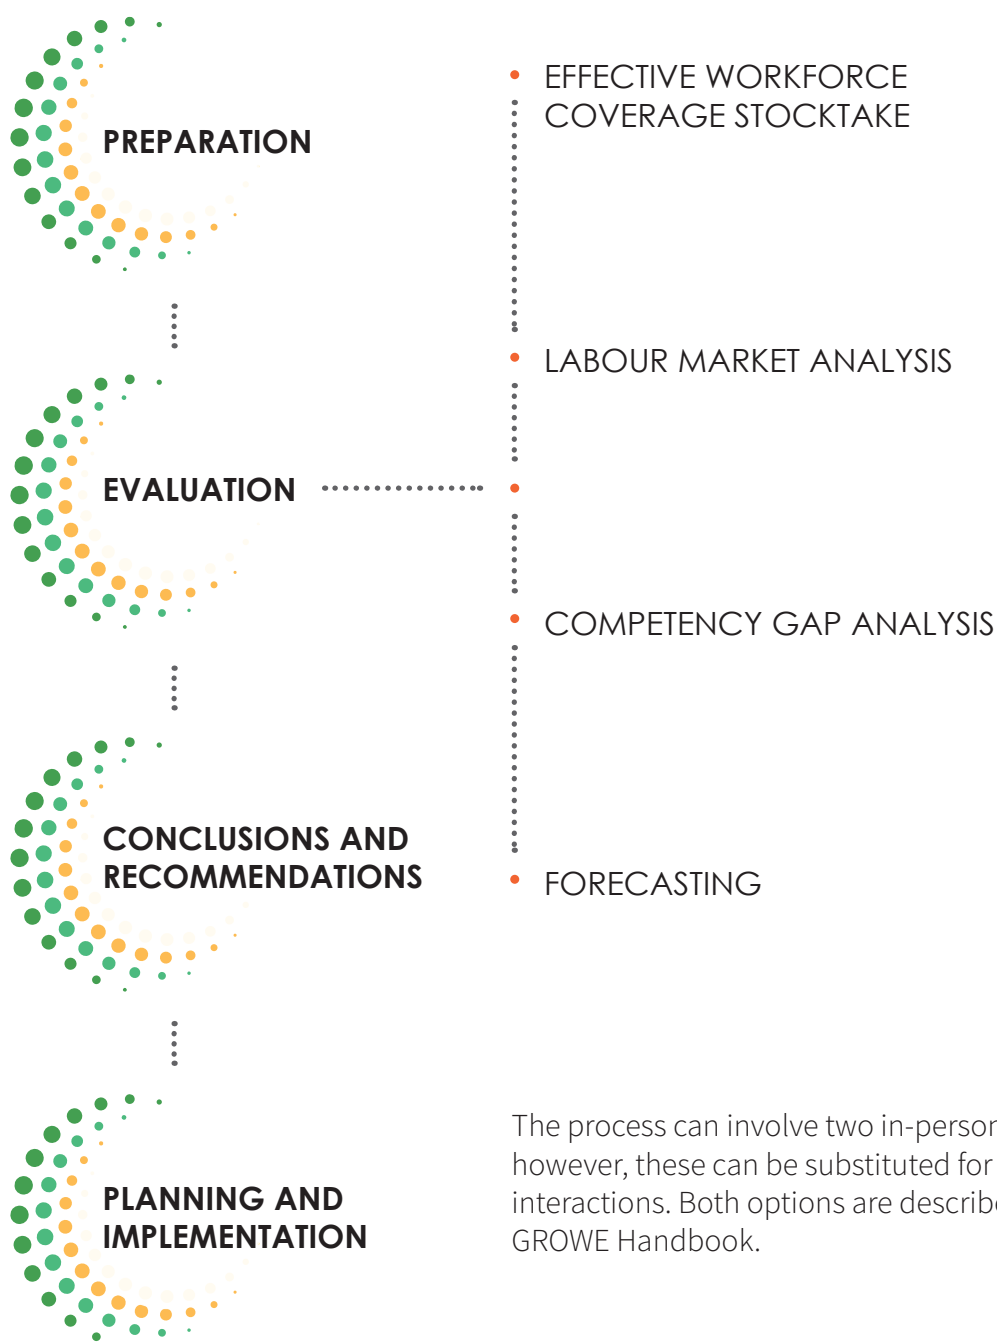 PREPARATION
EVALUATION
CONCLUSIONS AND
RECOMMENDATIONS
PLANNING AND
IMPLEMENTATION
EFFECTIVE WORKFORCE
COVERAGE STOCKTAKE
LABOUR MARKET ANALYSIS
COMPETENCY GAP ANALYSIS
FORECASTING
The process can involve two in-person
however, these can be substituted for
interactions. Both options are describe
GROWE Handbook.